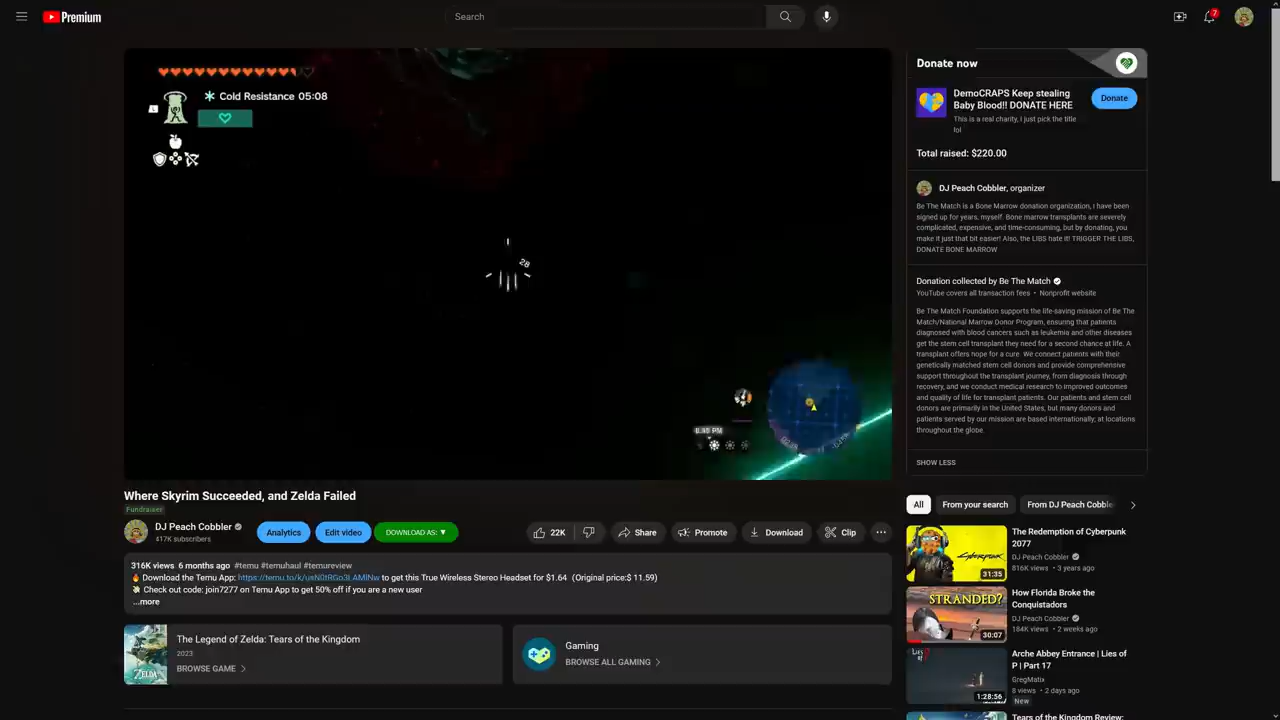 Premium
Search
7
Cold Resistance 05:08
L
28
Where Skyrim Succeeded, and Zelda Failed
Fundraiser
DJ Peach Cobbler
417K subscribers
Analytics
Edit video
DOWNLOAD AS: ▼
22K
Share
Promote
Download
Clip
316K views 6 months ago #temu #temuhaul #temureview
🔥 Download the Temu App: to get this True Wireless Stereo Headset for $1.64 (Original price:$ 11.59)
Check out code: join7277 on Temu App to get 50% off if you are a new user
...more
The Legend of Zelda: Tears of the Kingdom
2023
BROWSE GAME
ZELDA
Gaming
BROWSE ALL GAMING
Donate now
DemoCRAPS Keep stealing
Baby Blood!! DONATE HERE
This is a real charity, i just pick the title
lol
Donate
Total raised: $220.00
DJ Peach Cobbler, organizer
Be The Match is a Bone Marrow donation organization, i have been
signed up for years, myself. Bone marrow transplants are severely
complicated, expensive, and time-consuming, but by donating, you
make it just that bit easier! Also, the LIBS hate it! TRIGGER THE LIBS,
DONATE BONE MARROW
Donation collected by Be The Match
YouTube covers all transaction fees • Nonprofit website
Be The Match Foundation supports the life-saving mission of Be The
Match/National Marrow Donor Program, ensuring that patients
diagnosed with blood cancers such as leukemia and other diseases
get the stem cell transplant they need for a second chance at life. A
transplant offers hope for a cure. We connect patients with their
genetically matched stem cell donors and provide comprehensive
support throughout the transplant journey, from diagnosis through
recovery, and we conduct medical research to improved outcomes
and quality of life for transplant patients. Our patients and stem cell
donors are primarily in the United States, but many donors and
patients served by our mission are based internationally; at locations
throughout the globe.
SHOW LESS
All
From your search
From DJ Peach Cobble
The Redemption of Cyberpunk
2077
DJ Peach Cobbler
816K views • 3 years ago
31:35
STRANDED?
How Florida Broke the
Conquistadors
DJ Peach Cobbler
184K views • 2 weeks ago
30:07
Arche Abbey Entrance | Lies of
P | Part 17
GregMatix
8 views • 2 days ago
New
1:28:56
Tears of the Kingdom Review: